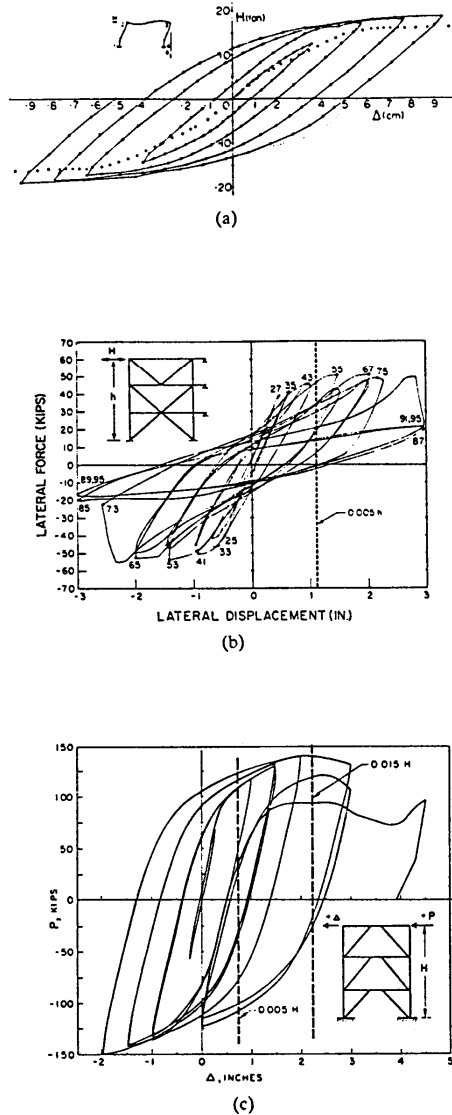 H(ton)
20
10
.9 .7 .5 .4 .3 .2 .1 0 1 2 3 4 5 7 9
Δ(cm)
.10
.20
(a)
70
60
50
40
30
20
10
0
-10
-20
-30
-40
-50
-60
-70
LATERAL FORCE (KIPS)
H
h
27 35 43 55 67 75
91,95
87
89,95
85 73
65 53 41 33 25
0.005 h
-3 -2 -1 0 1 2 3
LATERAL DISPLACEMENT (IN.)
(b)
150
100
50
0
-50
-100
-150
P, KIPS
0.015 H
0.005 H
+Δ
+P
H
-2 -1 0 1 2 3 4 5
Δ, INCHES
(c)